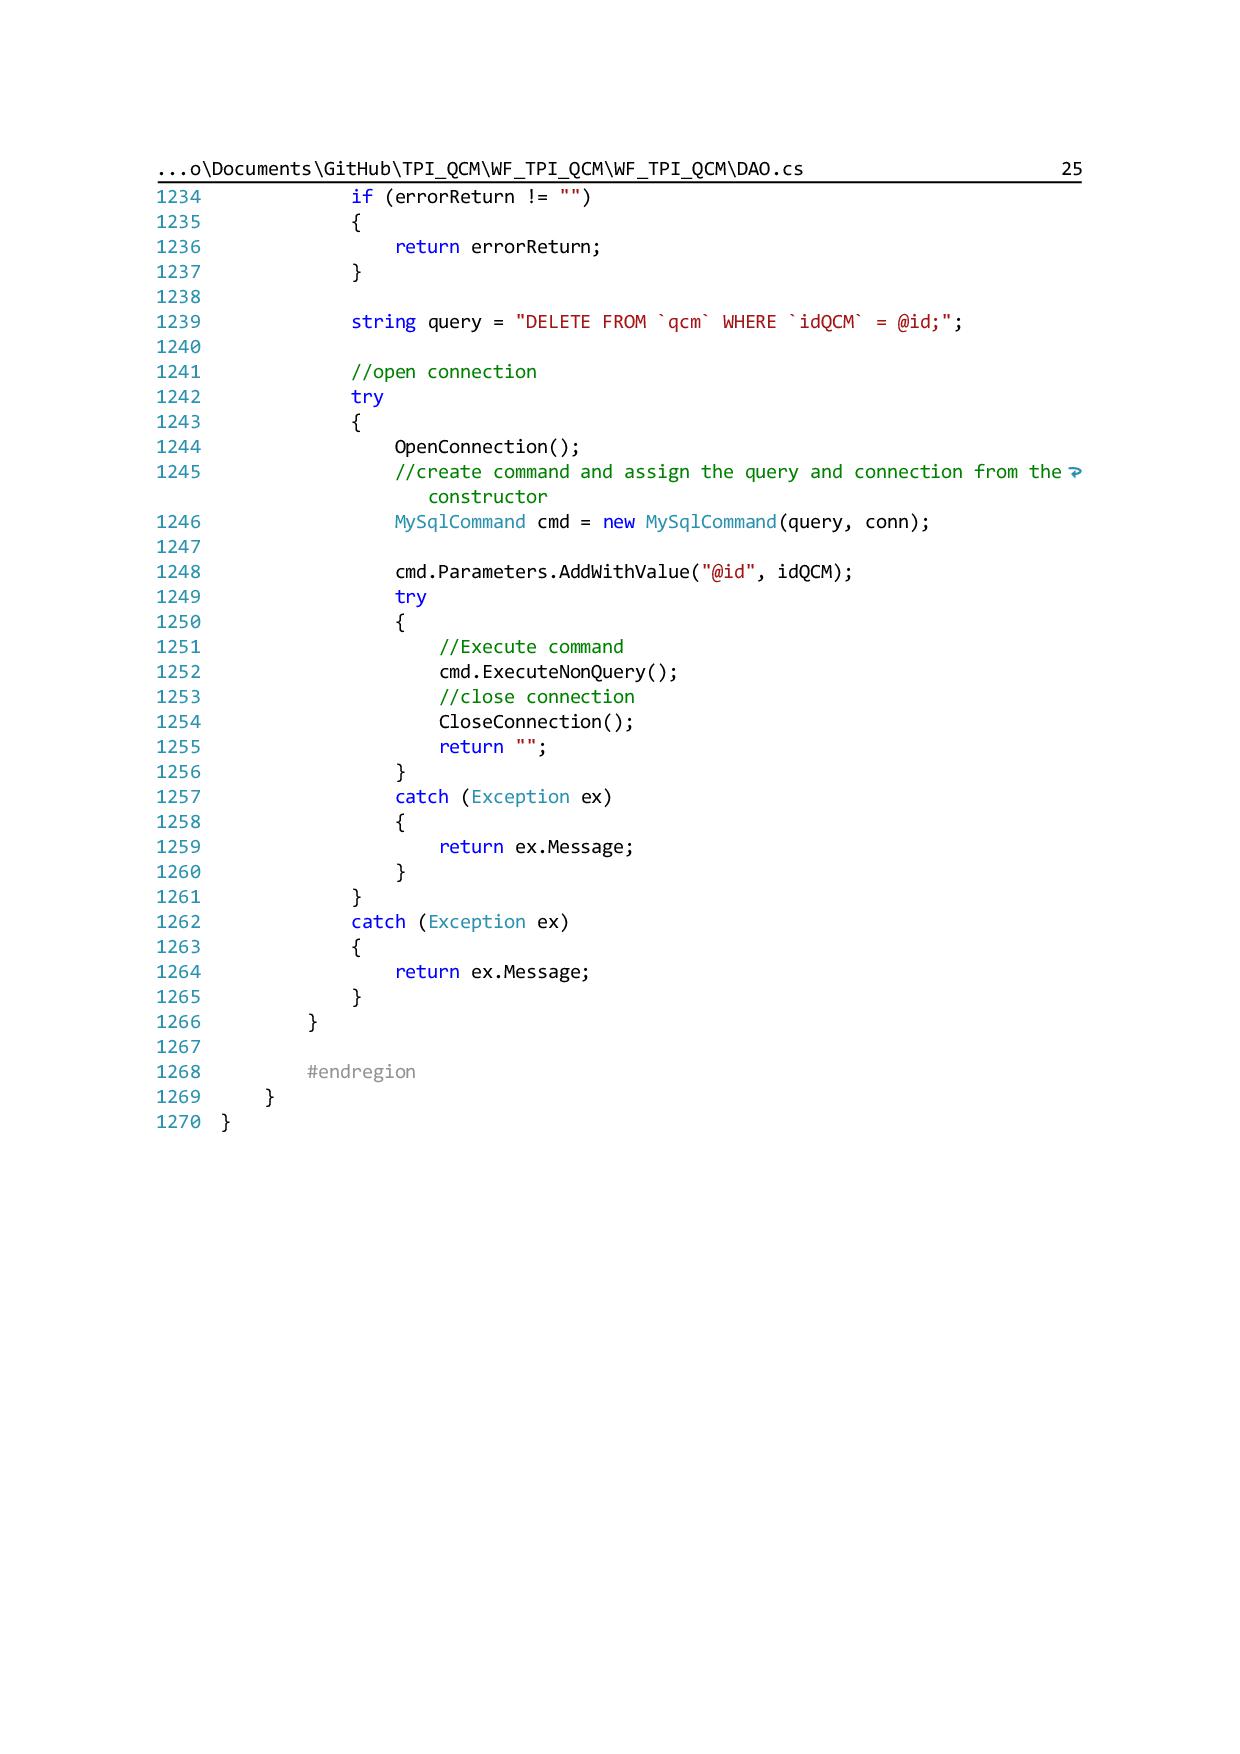 ...o\Documents\GitHub\TPI_QCM\WF_TPI_QCM\WF_TPI_QCM\DAO.cs 25
1234             if (errorReturn != "")
1235             {
1236                 return errorReturn;
1237             }
1238
1239             string query = "DELETE FROM `qcm` WHERE `idQCM` = @id;";
1240
1241             //open connection
1242             try
1243             {
1244                 OpenConnection();
1245                 //create command and assign the query and connection from the
                    constructor
1246                 MySqlCommand cmd = new MySqlCommand(query, conn);
1247
1248                 cmd.Parameters.AddWithValue("@id", idQCM);
1249                 try
1250                 {
1251                     //Execute command
1252                     cmd.ExecuteNonQuery();
1253                     //close connection
1254                     CloseConnection();
1255                     return "";
1256                 }
1257                 catch (Exception ex)
1258                 {
1259                     return ex.Message;
1260                 }
1261             }
1262             catch (Exception ex)
1263             {
1264                 return ex.Message;
1265             }
1266         }
1267
1268         #endregion
1269     }
1270 }